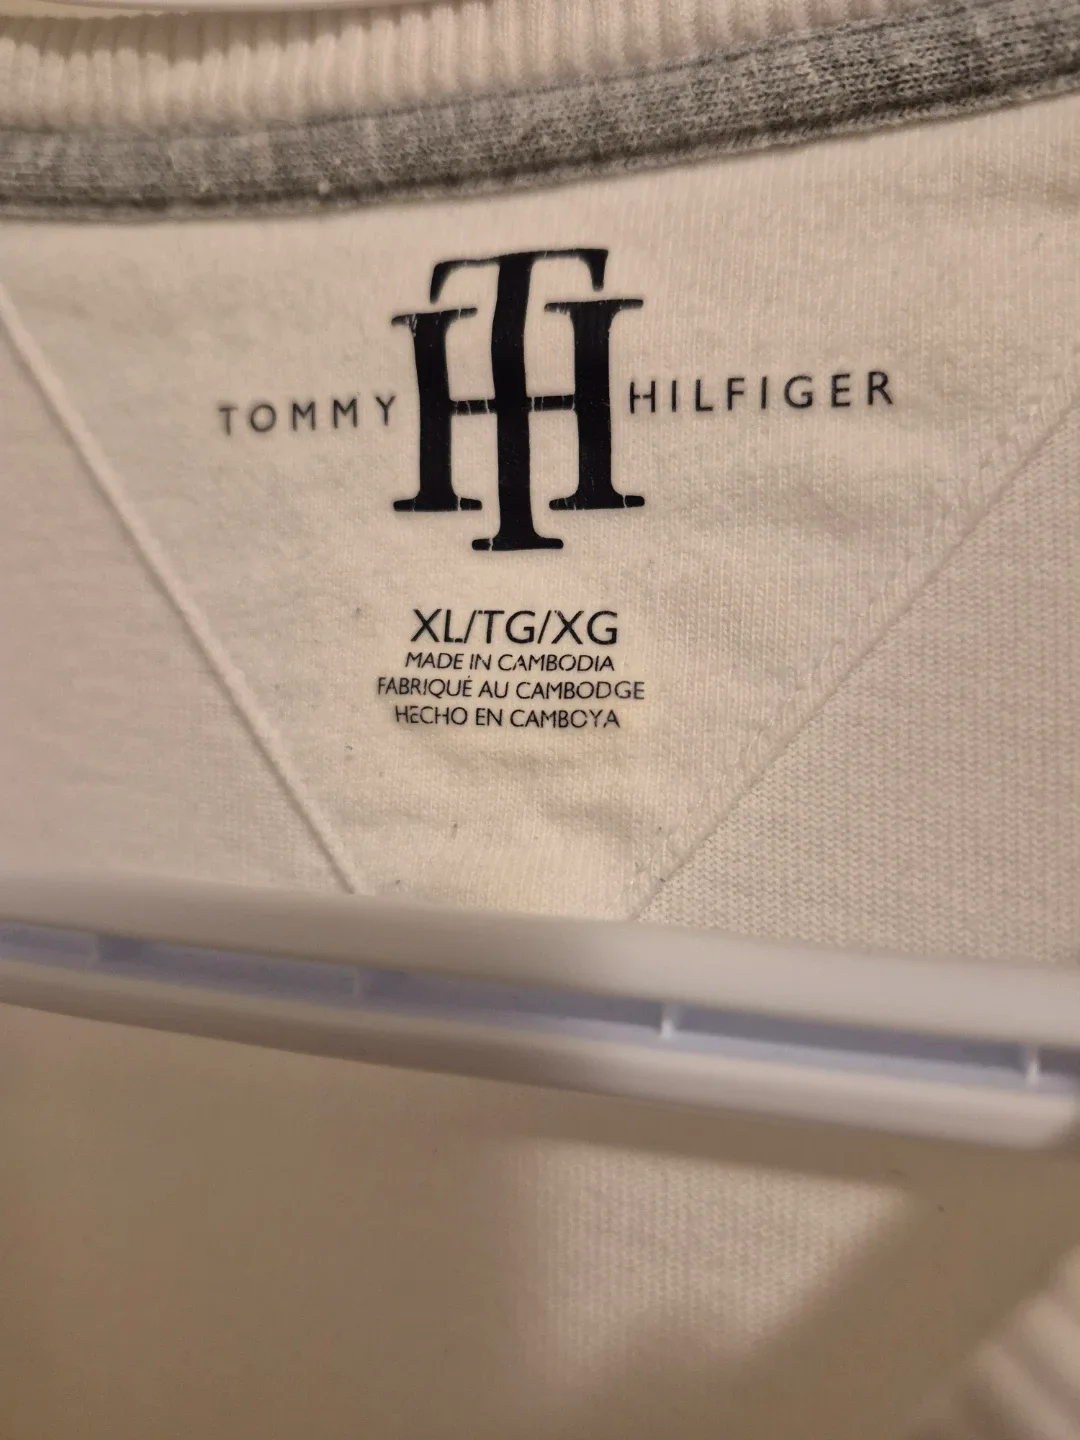 TOMMY TH HILFIGER
XL/TG/XG
MADE IN CAMBODIA
FABRIQUÉ AU CAMBODGE
HECHO EN CAMBOYA